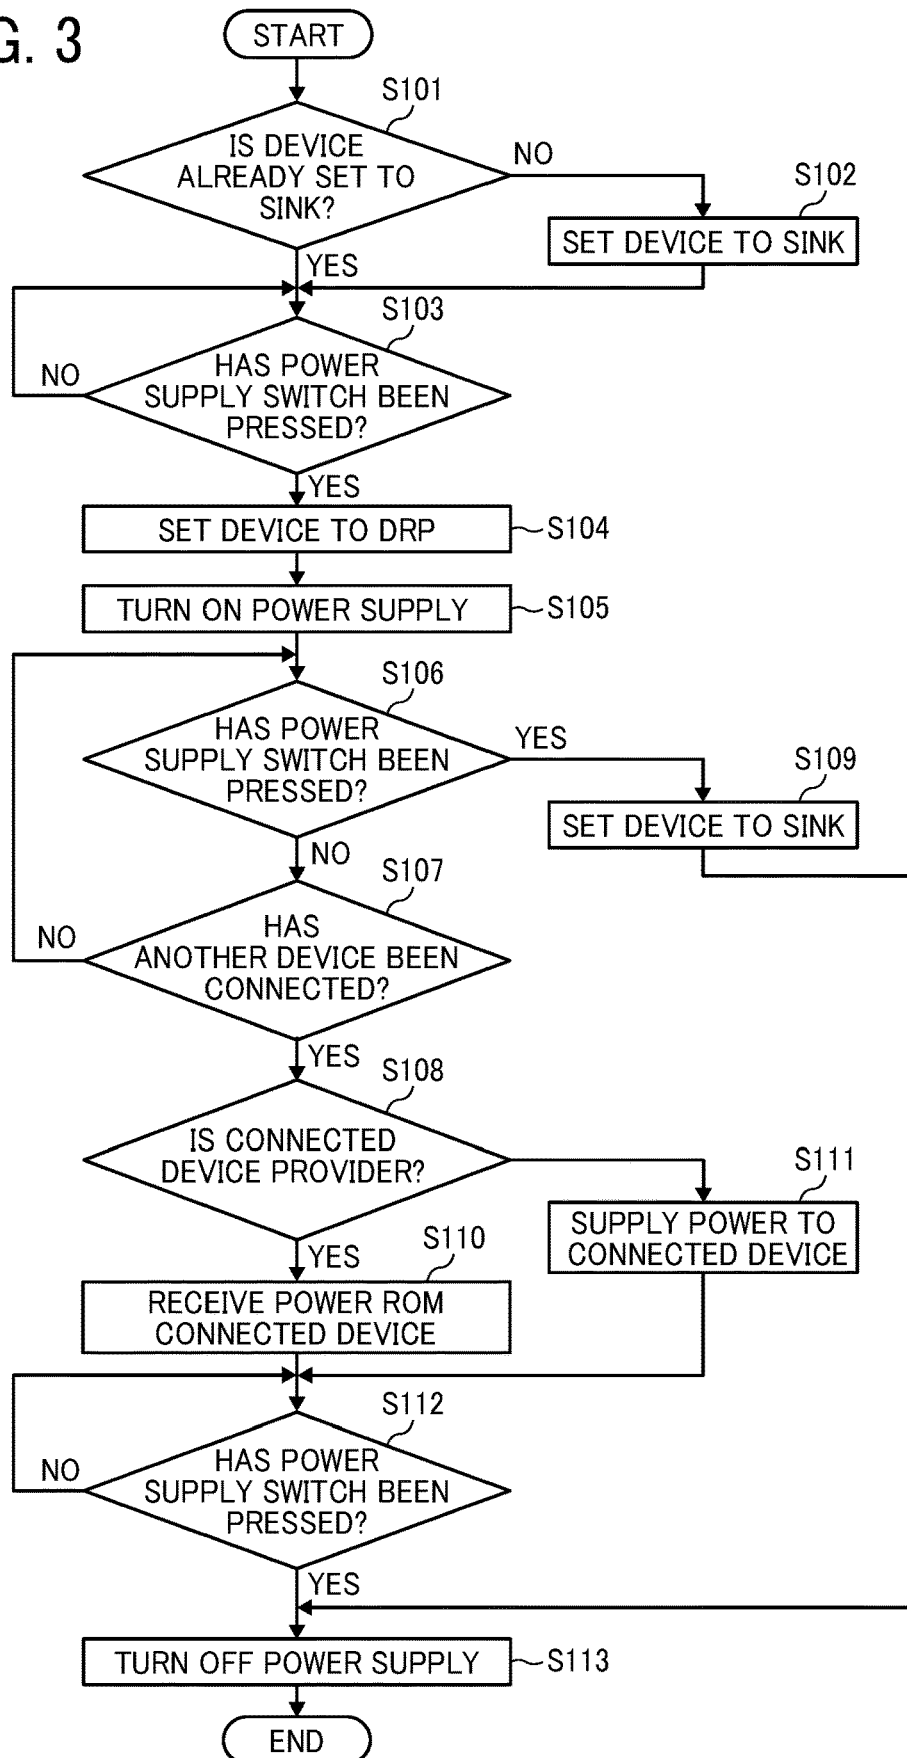 G. 3
START
S101
IS DEVICE
ALREADY SET TO
SINK?
NO
S102
SET DEVICE TO SINK
YES
S103
HAS POWER
SUPPLY SWITCH BEEN
PRESSED?
NO
YES
SET DEVICE TO DRP
S104
TURN ON POWER SUPPLY
S105
S106
HAS POWER
SUPPLY SWITCH BEEN
PRESSED?
YES
S109
SET DEVICE TO SINK
NO
S107
HAS
ANOTHER DEVICE BEEN
CONNECTED?
NO
YES
S108
IS CONNECTED
DEVICE PROVIDER?
S111
SUPPLY POWER TO
CONNECTED DEVICE
YES
S110
RECEIVE POWER ROM
CONNECTED DEVICE
S112
HAS POWER
SUPPLY SWITCH BEEN
PRESSED?
NO
YES
TURN OFF POWER SUPPLY
S113
END